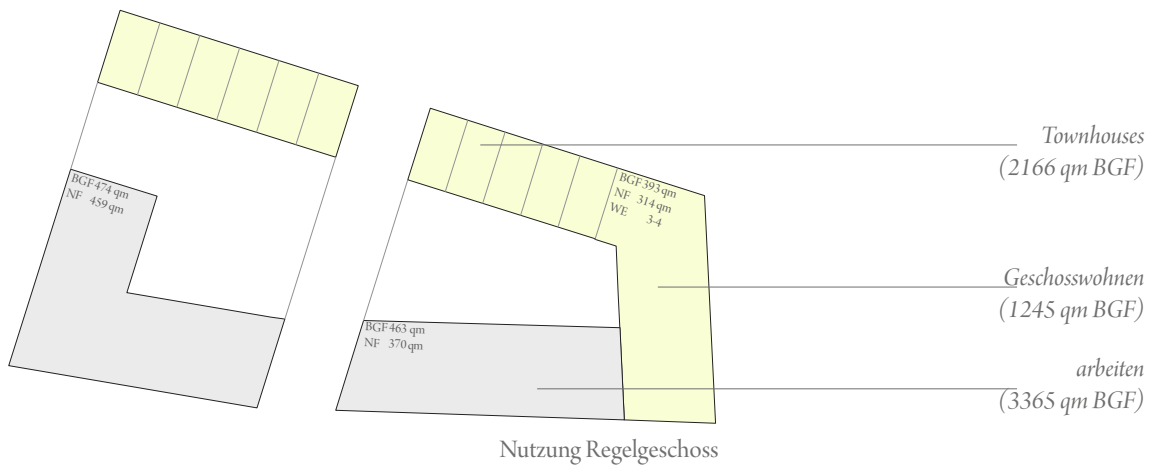 Townhouses
(2166 qm BGF)
BGF 474 qm
NF 459 qm
BGF 393 qm
NF 314 qm
WE 3-4
Geschosswohnen
(1245 qm BGF)
BGF 463 qm
NF 370 qm
arbeiten
(3365 qm BGF)
Nutzung Regelgeschoss